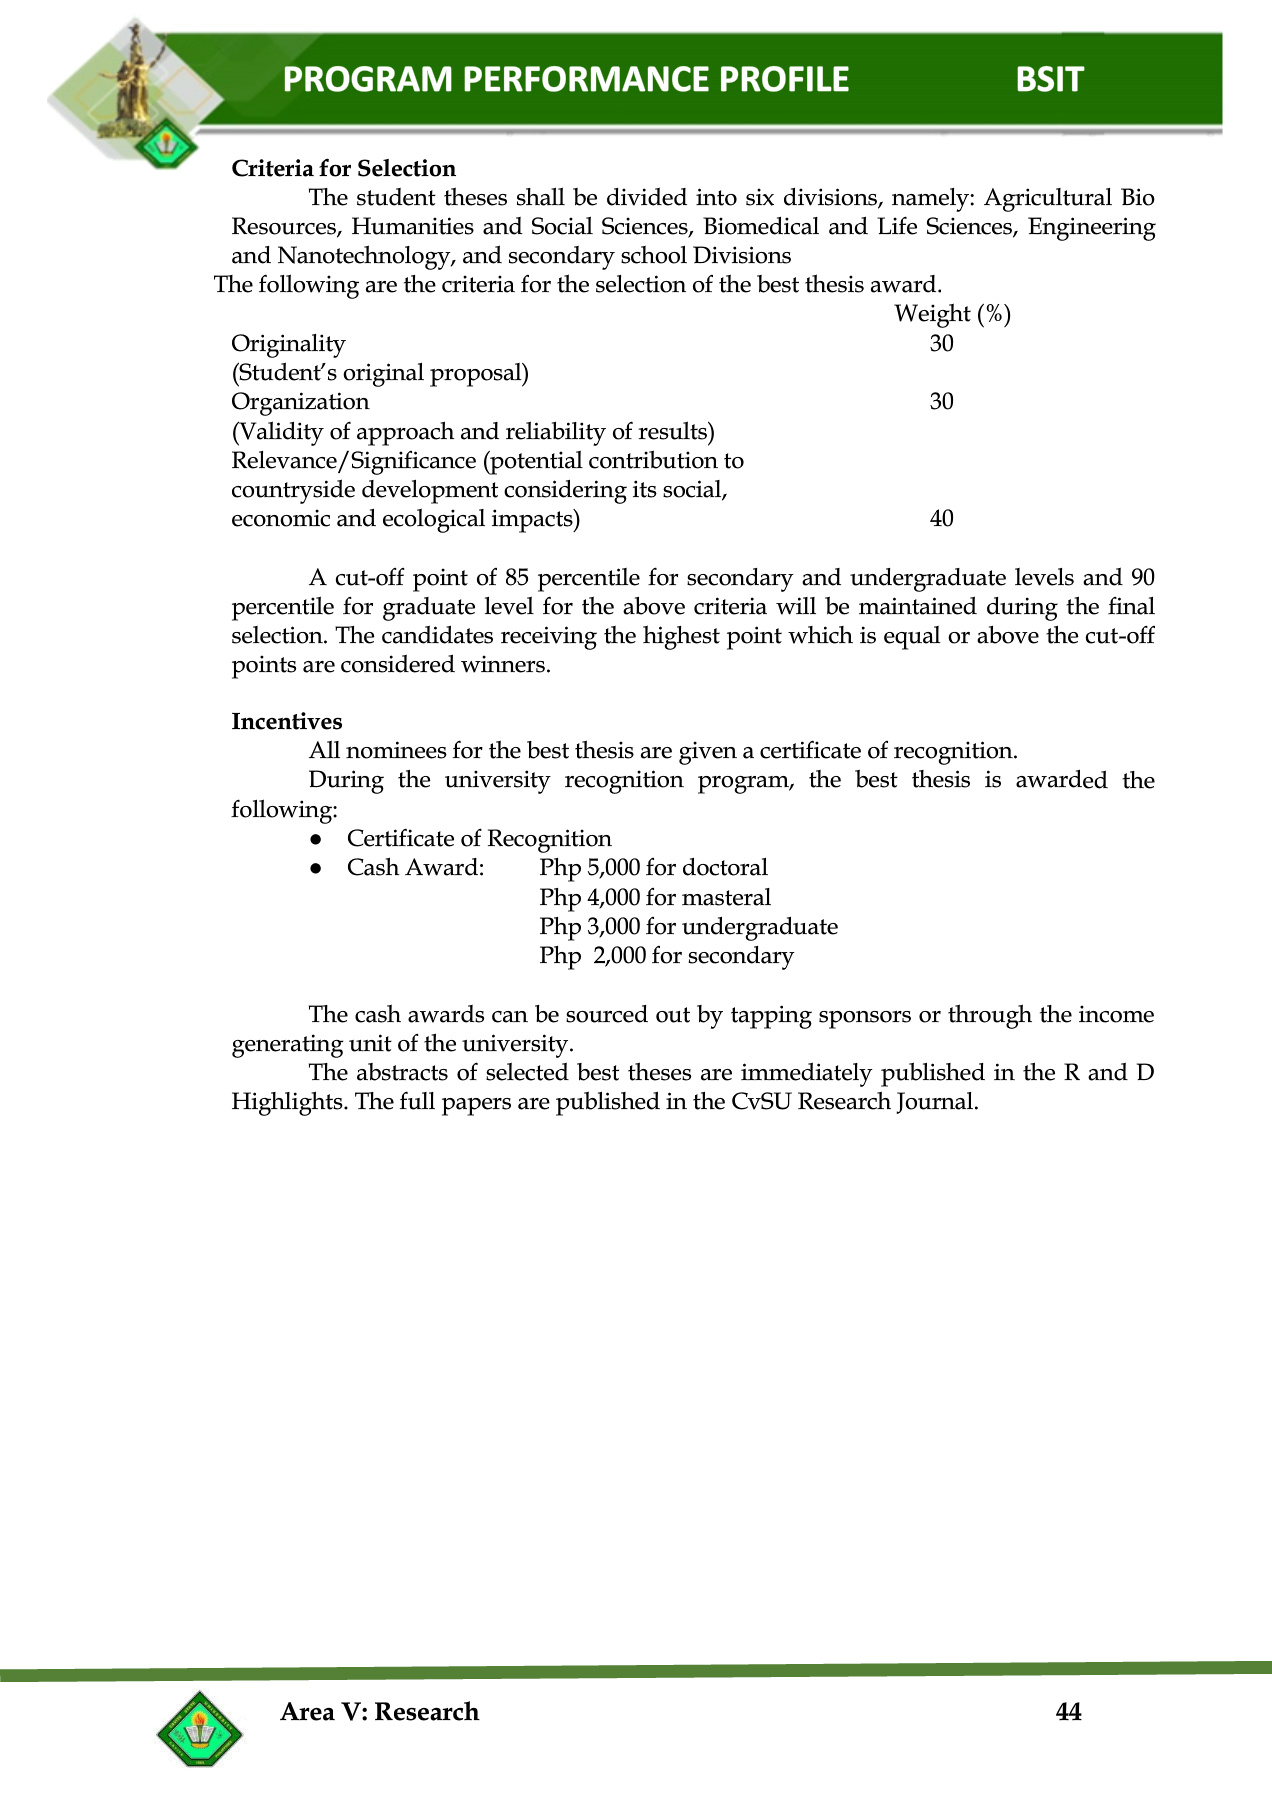 PROGRAM PERFORMANCE PROFILE BSIT
Criteria for Selection
The student theses shall be divided into six divisions, namely: Agricultural Bio
Resources, Humanities and Social Sciences, Biomedical and Life Sciences, Engineering
and Nanotechnology, and secondary school Divisions
The following are the criteria for the selection of the best thesis award.
Weight (%)
Originality 30
(Student's original proposal)
Organization 30
(Validity of approach and reliability of results)
Relevance/Significance (potential contribution to
countryside development considering its social,
economic and ecological impacts) 40
A cut-off point of 85 percentile for secondary and undergraduate levels and 90
percentile for graduate level for the above criteria will be maintained during the final
selection. The candidates receiving the highest point which is equal or above the cut-off
points are considered winners.
Incentives
All nominees for the best thesis are given a certificate of recognition.
During the university recognition program, the best thesis is awarded the
following:
● Certificate of Recognition
● Cash Award: Php 5,000 for doctoral
Php 4,000 for masteral
Php 3,000 for undergraduate
Php 2,000 for secondary
The cash awards can be sourced out by tapping sponsors or through the income
generating unit of the university.
The abstracts of selected best theses are immediately published in the R and D
Highlights. The full papers are published in the CvSU Research Journal.
Area V: Research 44